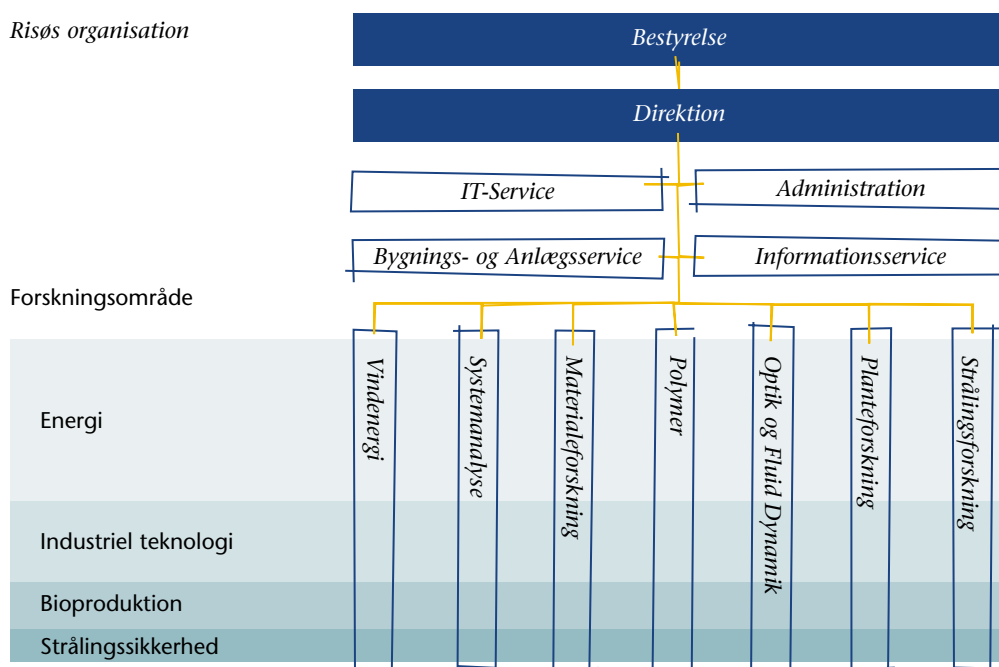 Risøs organisation
Bestyrelse
Direktion
IT-Service
Administration
Bygnings- og Anlægsservice
Informationsservice
Forskningsområde
Vindenergi
Systemanalyse
Materialeforskning
Polymer
Optik og Fluid Dynamik
Planteforskning
Strålingsforskning
Energi
Industriel teknologi
Bioproduktion
Strålingssikkerhed